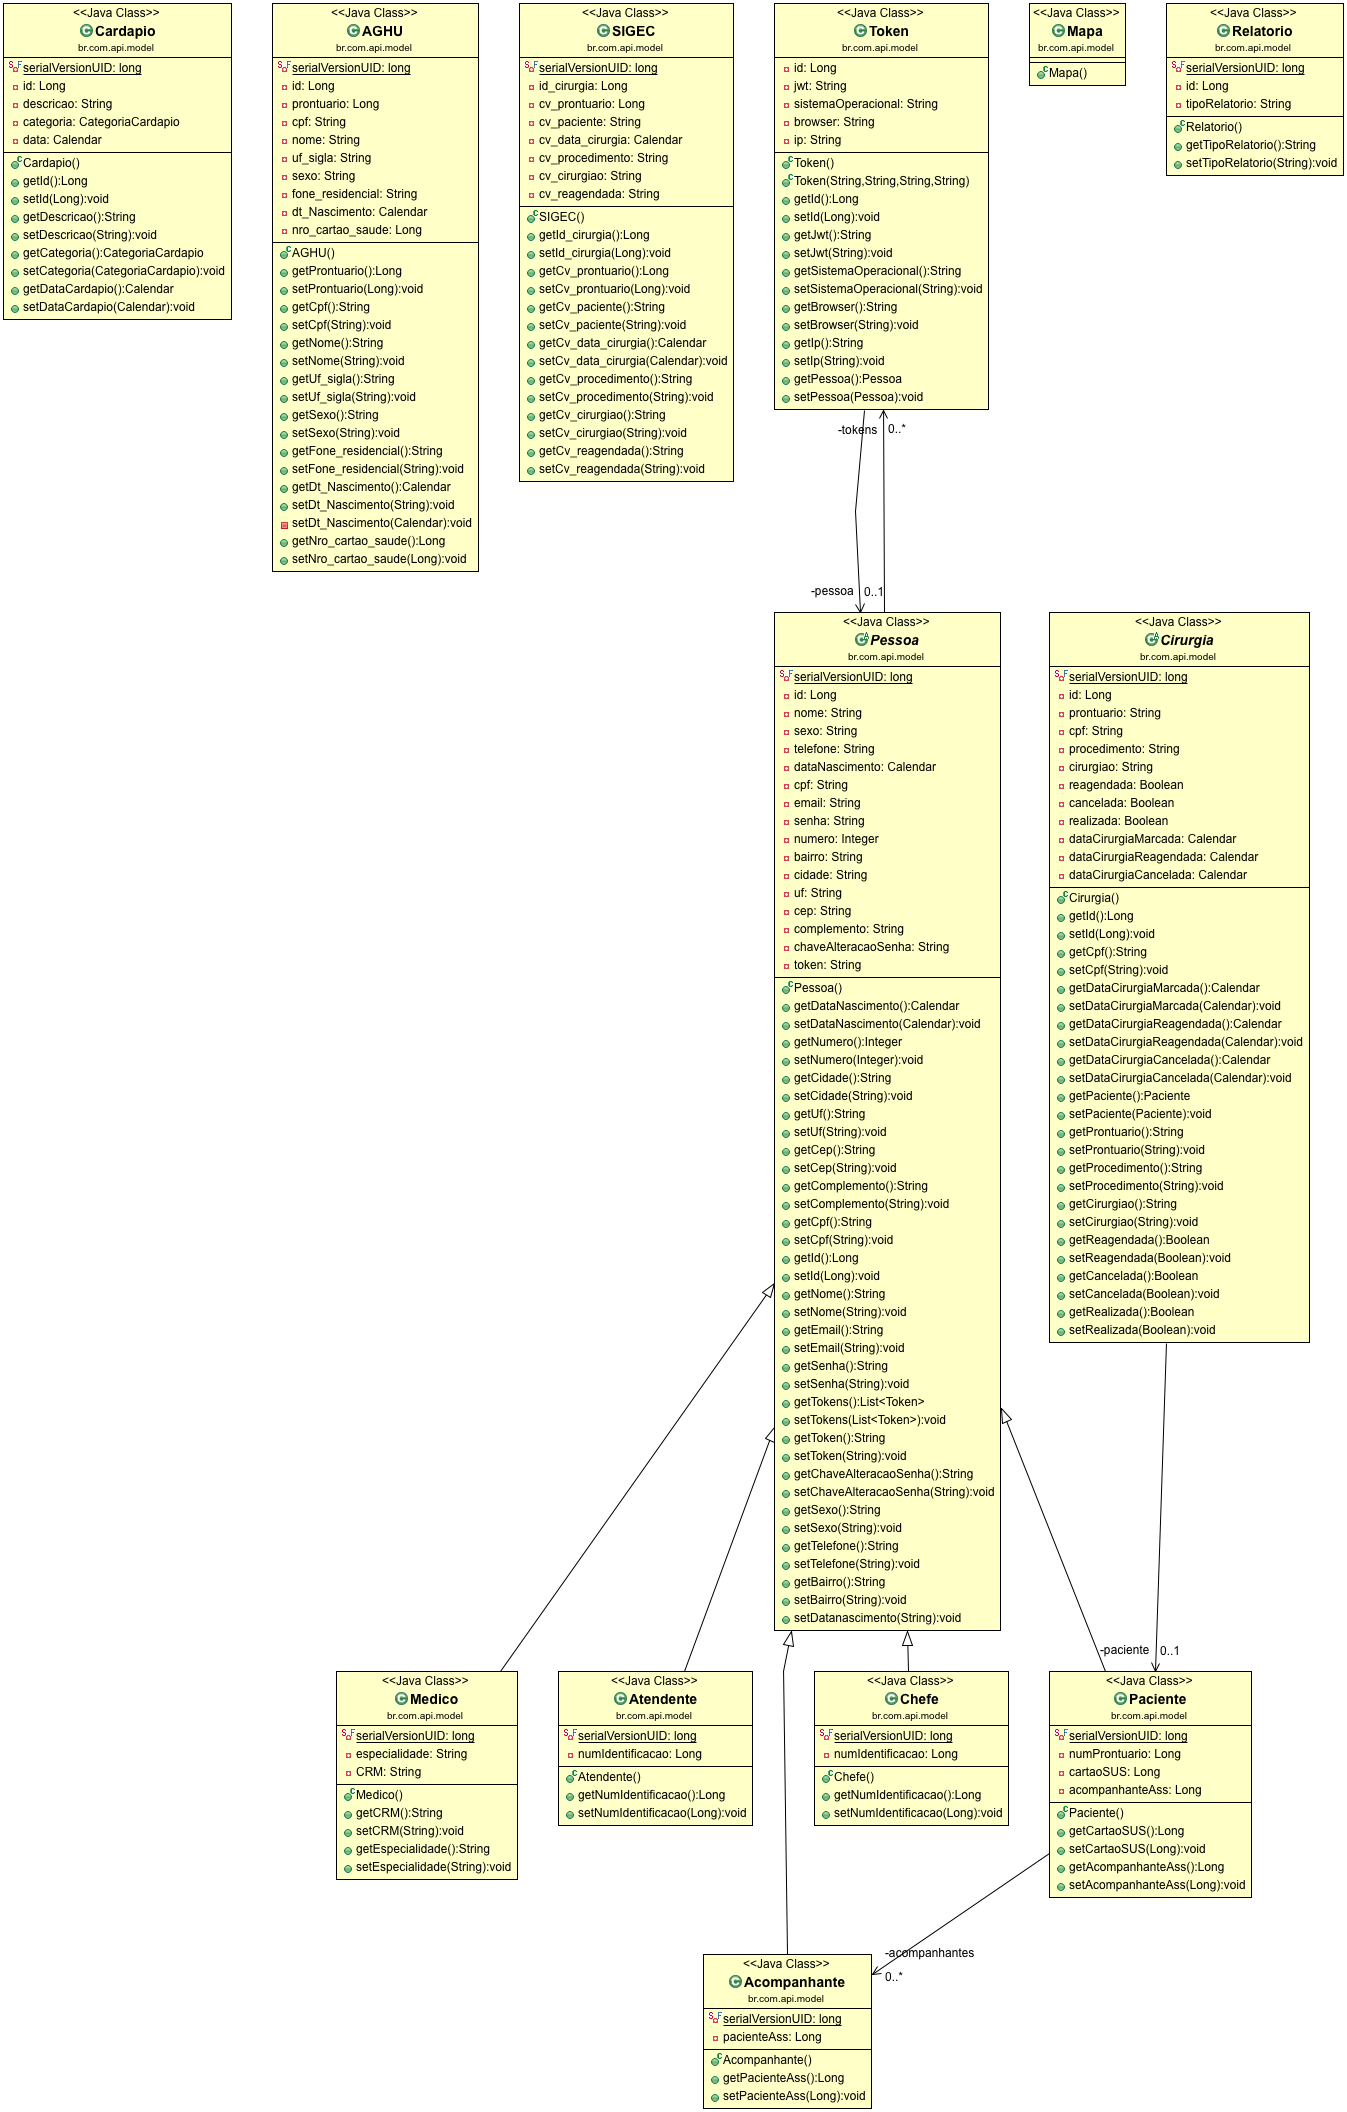 <<Java Class>>
Cardapio
br.com.api.model
serialVersionUID: long
id: Long
descricao: String
categoria: CategoriaCardapio
data: Calendar
Cardapio()
getId():Long
setId(Long):void
getDescricao():String
setDescricao(String):void
getCategoria():CategoriaCardapio
setCategoria(CategoriaCardapio):void
getDataCardapio():Calendar
setDataCardapio(Calendar):void
<<Java Class>>
AGHU
br.com.api.model
serialVersionUID: long
id: Long
prontuario: Long
cpf: String
nome: String
uf_sigla: String
sexo: String
fone_residencial: String
dt_Nascimento: Calendar
nro_cartao_saude: Long
AGHU()
getProntuario():Long
setProntuario(Long):void
getCpf():String
setCpf(String):void
getNome():String
setNome(String):void
getUf_sigla():String
setUf_sigla(String):void
getSexo():String
setSexo(String):void
getFone_residencial():String
setFone_residencial(String):void
getDt_Nascimento():Calendar
setDt_Nascimento(String):void
setDt_Nascimento(Calendar):void
getNro_cartao_saude():Long
setNro_cartao_saude(Long):void
<<Java Class>>
SIGEC
br.com.api.model
serialVersionUID: long
id_cirurgia: Long
cv_prontuario: Long
cv_paciente: String
cv_data_cirurgia: Calendar
cv_procedimento: String
cv_cirurgiao: String
cv_reagendada: String
SIGEC()
getId_cirurgia():Long
setId_cirurgia(Long):void
getCv_prontuario():Long
setCv_prontuario(Long):void
getCv_paciente():String
setCv_paciente(String):void
getCv_data_cirurgia():Calendar
setCv_data_cirurgia(Calendar):void
getCv_procedimento():String
setCv_procedimento(String):void
getCv_cirurgiao():String
setCv_cirurgiao(String):void
getCv_reagendada():String
setCv_reagendada(String):void
<<Java Class>>
Token
br.com.api.model
id: Long
jwt: String
sistemaOperacional: String
browser: String
ip: String
Token()
Token(String,String,String,String)
getId():Long
setId(Long):void
getJwt():String
setJwt(String):void
getSistemaOperacional():String
setSistemaOperacional(String):void
getBrowser():String
setBrowser(String):void
getIp():String
setIp(String):void
getPessoa():Pessoa
setPessoa(Pessoa):void
<<Java Class>>
Mapa
br.com.api.model
Mapa()
<<Java Class>>
Relatorio
br.com.api.model
serialVersionUID: long
id: Long
tipoRelatorio: String
Relatorio()
getTipoRelatorio():String
setTipoRelatorio(String):void
-tokens 0..*
-pessoa 0..1
<<Java Class>>
Pessoa
br.com.api.model
serialVersionUID: long
id: Long
nome: String
sexo: String
telefone: String
dataNascimento: Calendar
cpf: String
email: String
senha: String
numero: Integer
bairro: String
cidade: String
uf: String
cep: String
complemento: String
chaveAlteracaoSenha: String
token: String
Pessoa()
getDataNascimento():Calendar
setDataNascimento(Calendar):void
getNumero():Integer
setNumero(Integer):void
getCidade():String
setCidade(String):void
getUf():String
setUf(String):void
getCep():String
setCep(String):void
getComplemento():String
setComplemento(String):void
getCpf():String
setCpf(String):void
getId():Long
setId(Long):void
getNome():String
setNome(String):void
getEmail():String
setEmail(String):void
getSenha():String
setSenha(String):void
getTokens():List<Token>
setTokens(List<Token>):void
getToken():String
setToken(String):void
getChaveAlteracaoSenha():String
setChaveAlteracaoSenha(String):void
getSexo():String
setSexo(String):void
getTelefone():String
setTelefone(String):void
getBairro():String
setBairro(String):void
setDatanascimento(String):void
<<Java Class>>
Cirurgia
br.com.api.model
serialVersionUID: long
id: Long
prontuario: String
cpf: String
procedimento: String
cirurgiao: String
reagendada: Boolean
cancelada: Boolean
realizada: Boolean
dataCirurgiaMarcada: Calendar
dataCirurgiaReagendada: Calendar
dataCirurgiaCancelada: Calendar
Cirurgia()
getId():Long
setId(Long):void
getCpf():String
setCpf(String):void
getDataCirurgiaMarcada():Calendar
setDataCirurgiaMarcada(Calendar):void
getDataCirurgiaReagendada():Calendar
setDataCirurgiaReagendada(Calendar):void
getDataCirurgiaCancelada():Calendar
setDataCirurgiaCancelada(Calendar):void
getPaciente():Paciente
setPaciente(Paciente):void
getProntuario():String
setProntuario(String):void
getProcedimento():String
setProcedimento(String):void
getCirurgiao():String
setCirurgiao(String):void
getReagendada():Boolean
setReagendada(Boolean):void
getCancelada():Boolean
setCancelada(Boolean):void
getRealizada():Boolean
setRealizada(Boolean):void
-paciente 0..1
<<Java Class>>
Medico
br.com.api.model
serialVersionUID: long
especialidade: String
CRM: String
Medico()
getCRM():String
setCRM(String):void
getEspecialidade():String
setEspecialidade(String):void
<<Java Class>>
Atendente
br.com.api.model
serialVersionUID: long
numIdentificacao: Long
Atendente()
getNumIdentificacao():Long
setNumIdentificacao(Long):void
<<Java Class>>
Chefe
br.com.api.model
serialVersionUID: long
numIdentificacao: Long
Chefe()
getNumIdentificacao():Long
setNumIdentificacao(Long):void
<<Java Class>>
Paciente
br.com.api.model
serialVersionUID: long
numProntuario: Long
cartaoSUS: Long
acompanhanteAss: Long
Paciente()
getCartaoSUS():Long
setCartaoSUS(Long):void
getAcompanhanteAss():Long
setAcompanhanteAss(Long):void
-acompanhantes
0..*
<<Java Class>>
Acompanhante
br.com.api.model
serialVersionUID: long
pacienteAss: Long
Acompanhante()
getPacienteAss():Long
setPacienteAss(Long):void